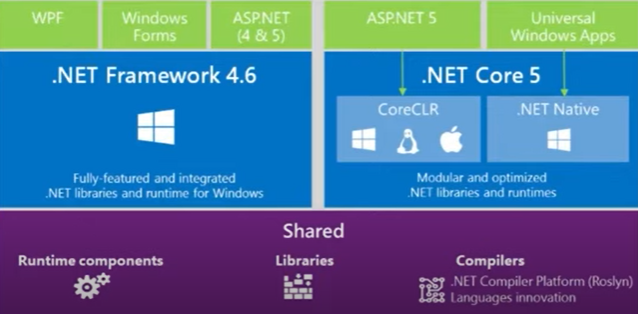 WPF
Windows
Forms
ASP.NET
(4 & 5)
ASP.NET 5
Universal
Windows Apps
.NET Framework 4.6
Fully-featured and integrated
.NET libraries and runtime for Windows
.NET Core 5
CoreCLR
.NET Native
Modular and optimized
.NET libraries and runtimes
Shared
Runtime components
Libraries
Compilers
.NET Compiler Platform (Roslyn)
Languages innovation